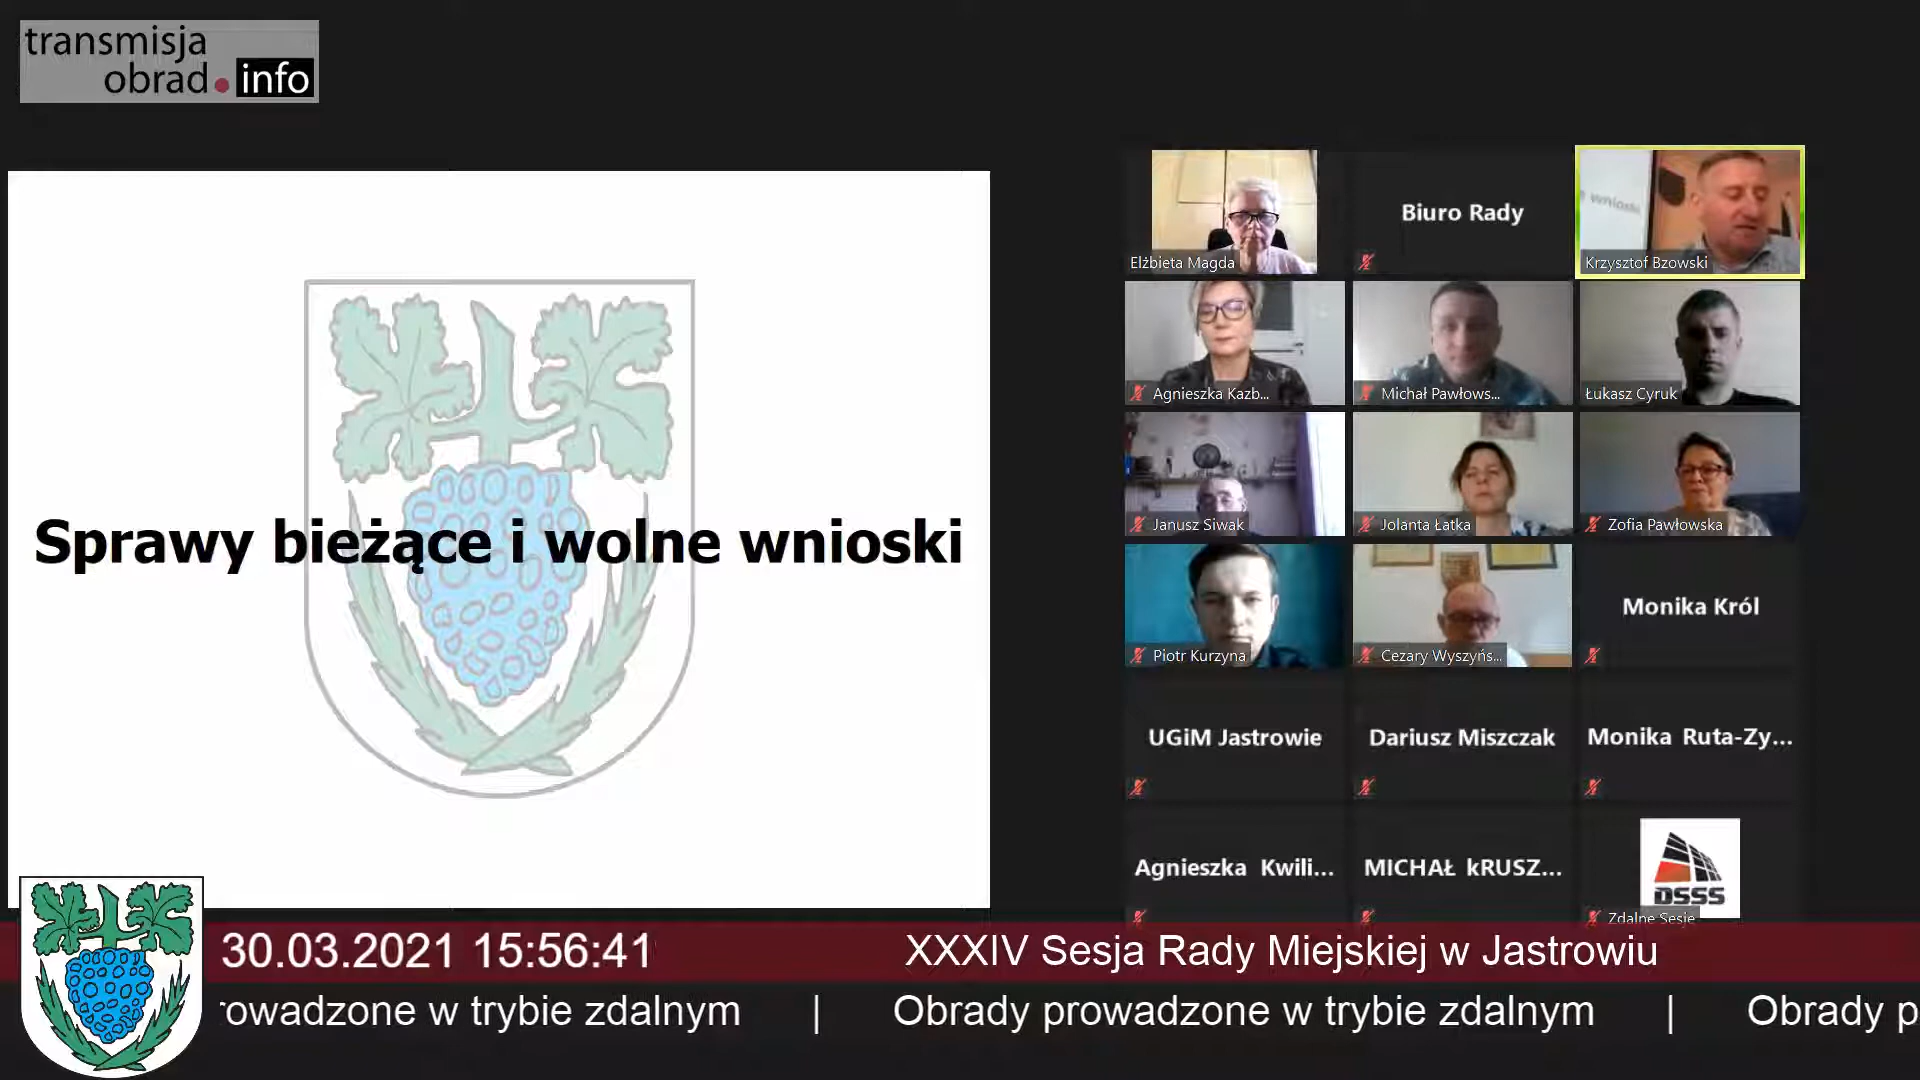 transmisja
obrad.info
Sprawy bieżące i wolne wnioski
Elżbieta Magda
Biuro Rady
wnioski
Krzysztof Bzowski
Agnieszka Kazb...
Michał Pawłows...
Łukasz Cyruk
Janusz Siwak
Jolanta Łatka
Zofia Pawłowska
Piotr Kurzyna
Cezary Wyszyńs...
Monika Król
UGiM Jastrowie
Dariusz Miszczak
Monika Ruta-Zy...
Agnieszka Kwili...
MICHAŁ kRUSZ...
DSSS
Zdalne Sesje
30.03.2021 15:56:41
XXXIV Sesja Rady Miejskiej w Jastrowiu
rowadzone w trybie zdalnym | Obrady prowadzone w trybie zdalnym | Obrady p